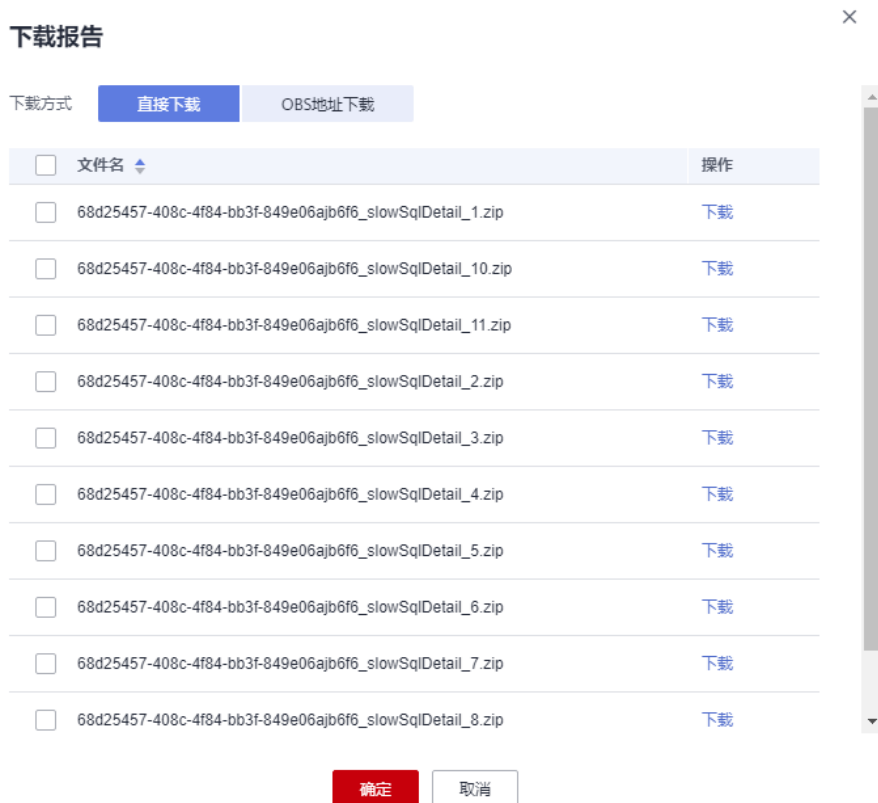 下载报告
下载方式 直接下载 OBS地址下载
文件名 操作
68d25457-408c-4f84-bb3f-849e06ajb6f6_slowSqlDetail_1.zip 下载
68d25457-408c-4f84-bb3f-849e06ajb6f6_slowSqlDetail_10.zip 下载
68d25457-408c-4f84-bb3f-849e06ajb6f6_slowSqlDetail_11.zip 下载
68d25457-408c-4f84-bb3f-849e06ajb6f6_slowSqlDetail_2.zip 下载
68d25457-408c-4f84-bb3f-849e06ajb6f6_slowSqlDetail_3.zip 下载
68d25457-408c-4f84-bb3f-849e06ajb6f6_slowSqlDetail_4.zip 下载
68d25457-408c-4f84-bb3f-849e06ajb6f6_slowSqlDetail_5.zip 下载
68d25457-408c-4f84-bb3f-849e06ajb6f6_slowSqlDetail_6.zip 下载
68d25457-408c-4f84-bb3f-849e06ajb6f6_slowSqlDetail_7.zip 下载
68d25457-408c-4f84-bb3f-849e06ajb6f6_slowSqlDetail_8.zip 下载
确定 取消